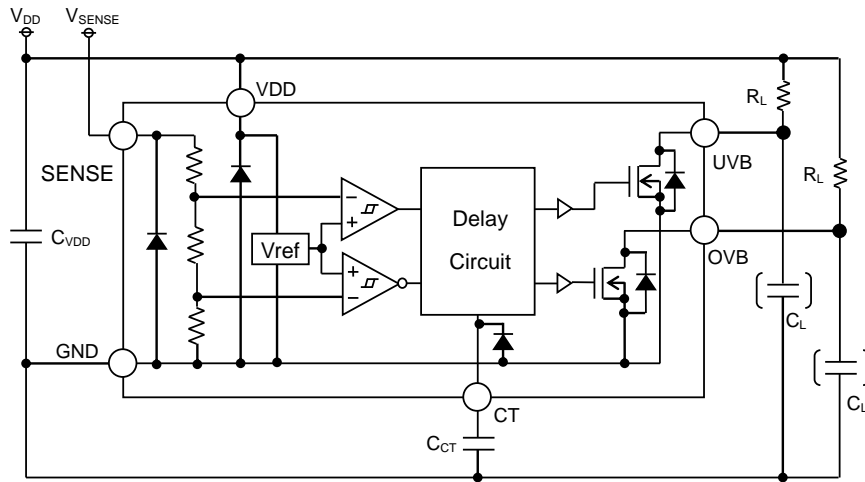 VDD
VSENSE
VDD
RL
UVB
SENSE
RL
−
+
Delay
Circuit
CVDD
Vref
OVB
+
−
CL
GND
CL
CT
CCT